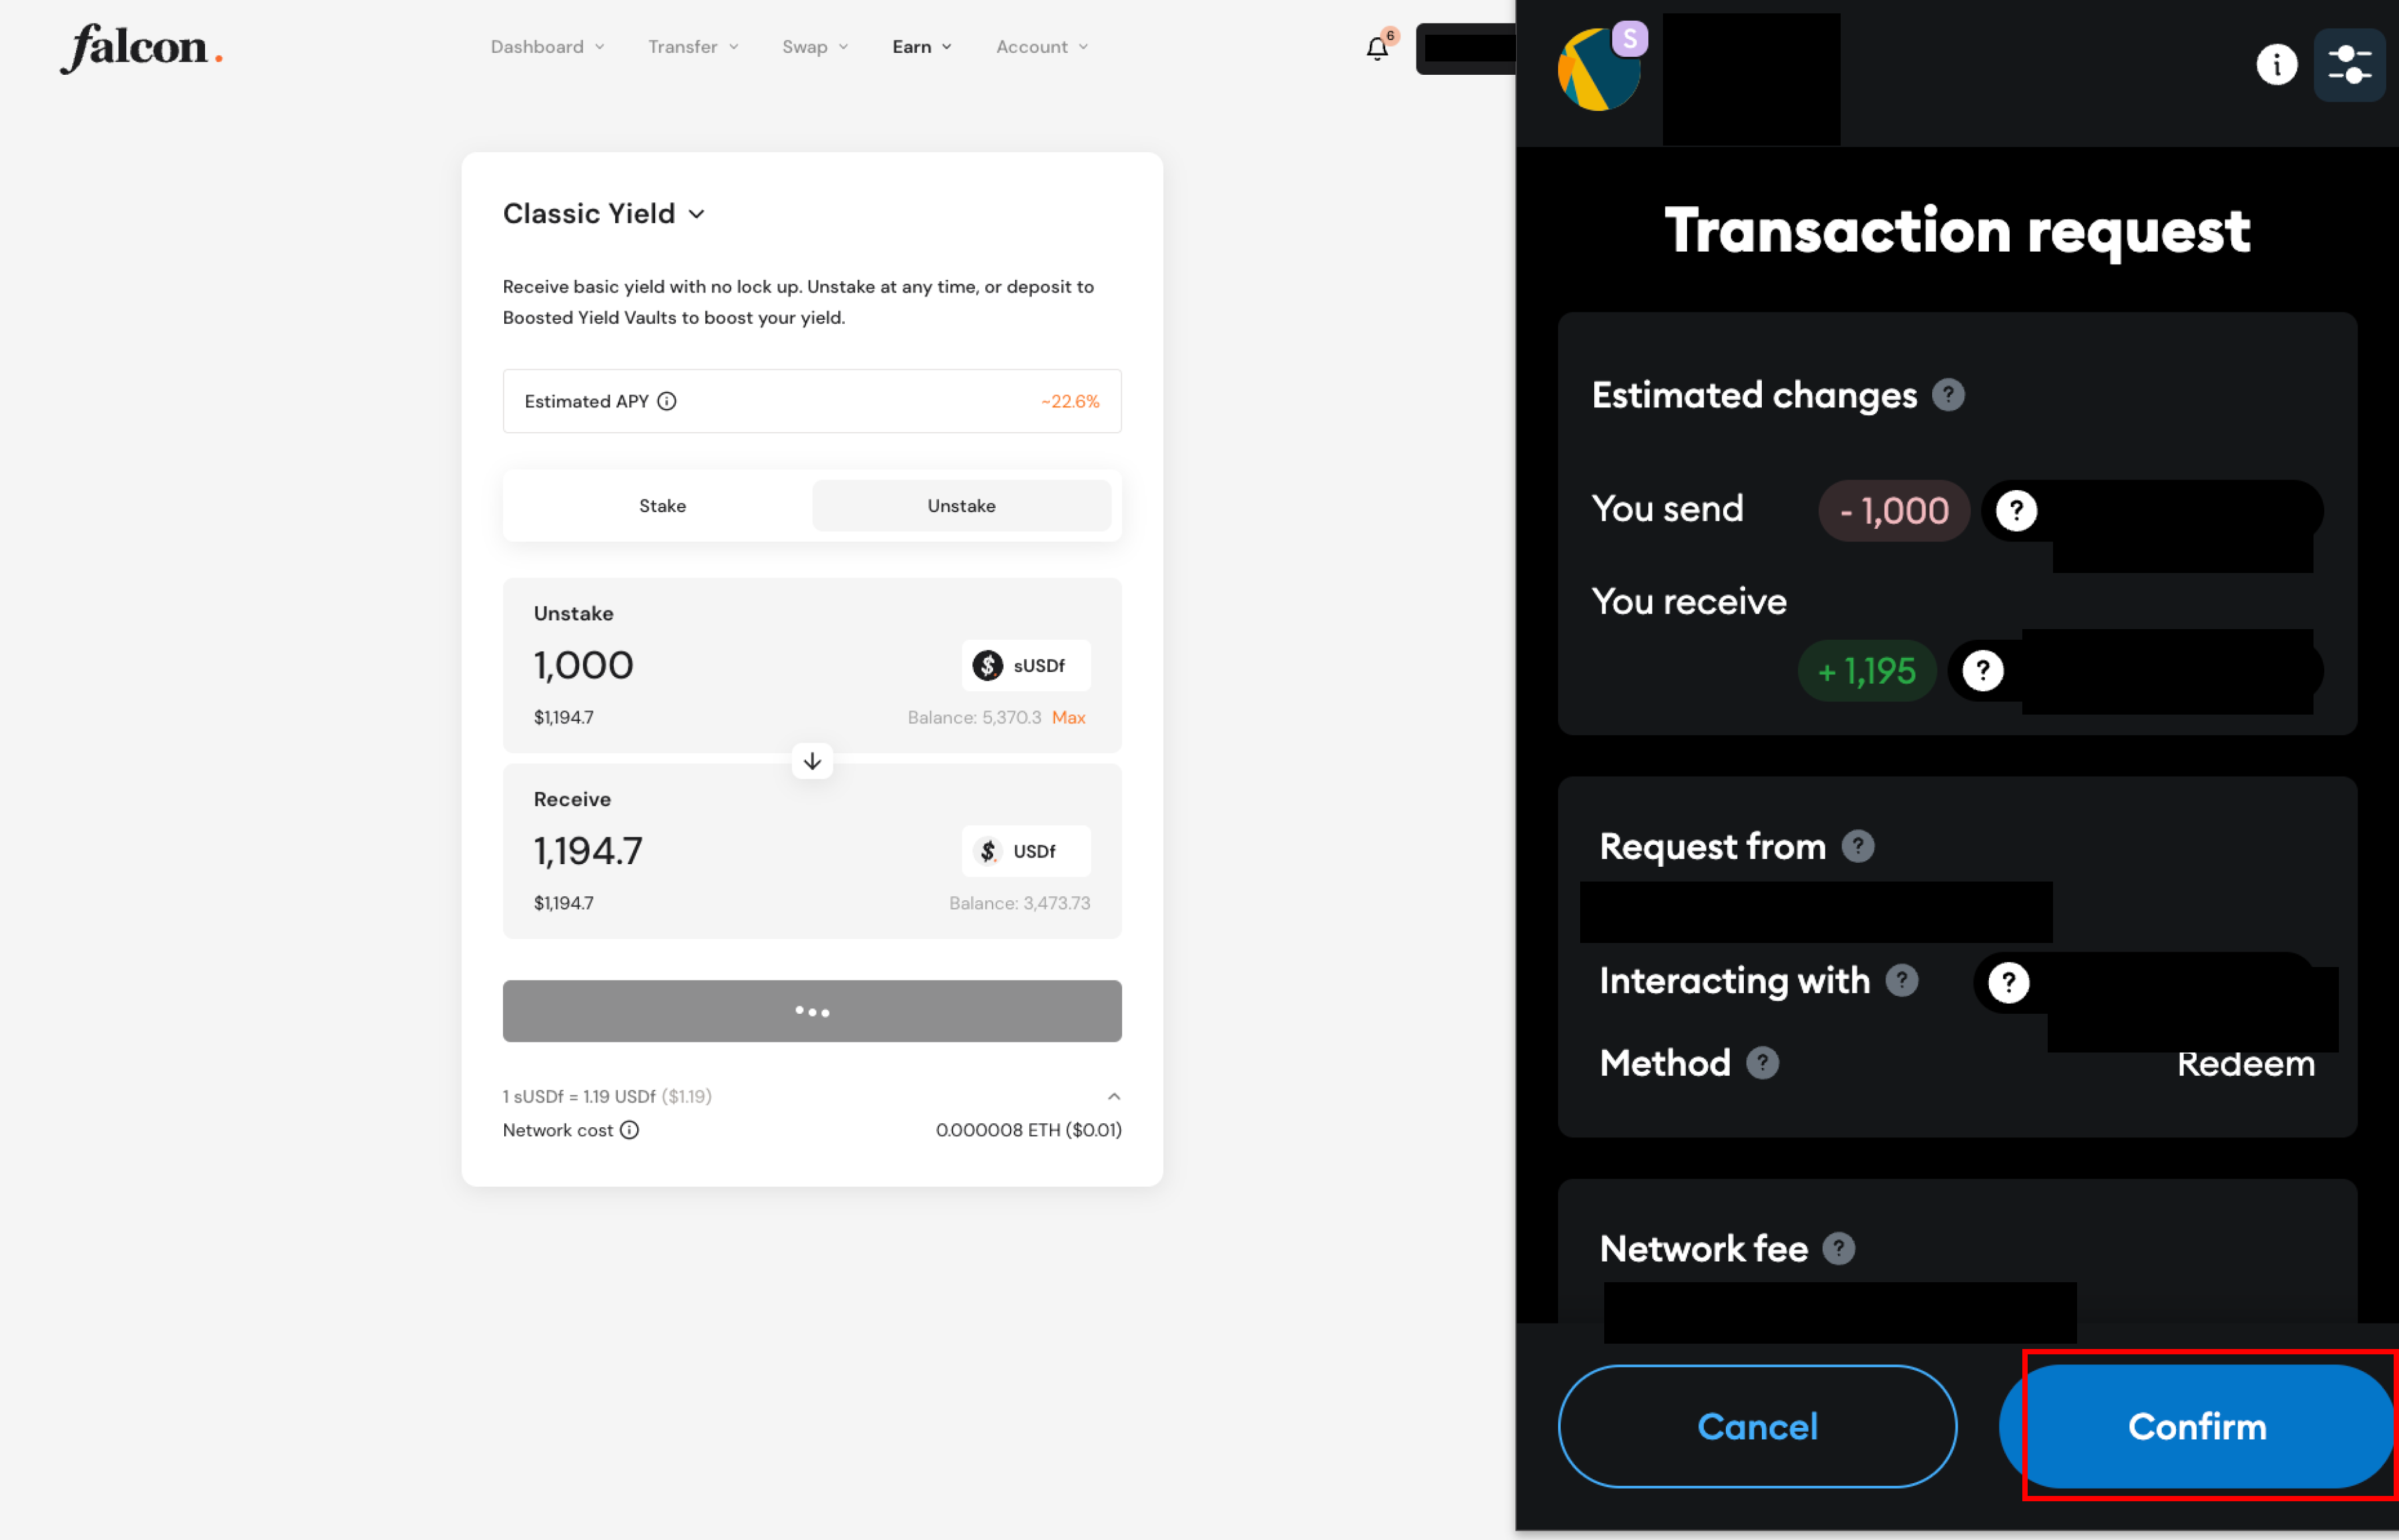 falcon.
Dashboard
Transfer
Swap
Earn
Account
6
Classic Yield
Receive basic yield with no lock up. Unstake at any time, or deposit to
Boosted Yield Vaults to boost your yield.
Estimated APY
~22.6%
Stake
Unstake
Unstake
1,000
sUSDf
$1,194.7
Balance: 5,370.3 Max
Receive
1,194.7
USDf
$1,194.7
Balance: 3,473.73
1 sUSDf = 1.19 USDf ($1.19)
Network cost
0.000008 ETH ($0.01)
S
Transaction request
Estimated changes ?
You send
- 1,000
?
You receive
+ 1,195
?
Request from ?
Interacting with ?
?
Method ?
Redeem
Network fee ?
Cancel
Confirm